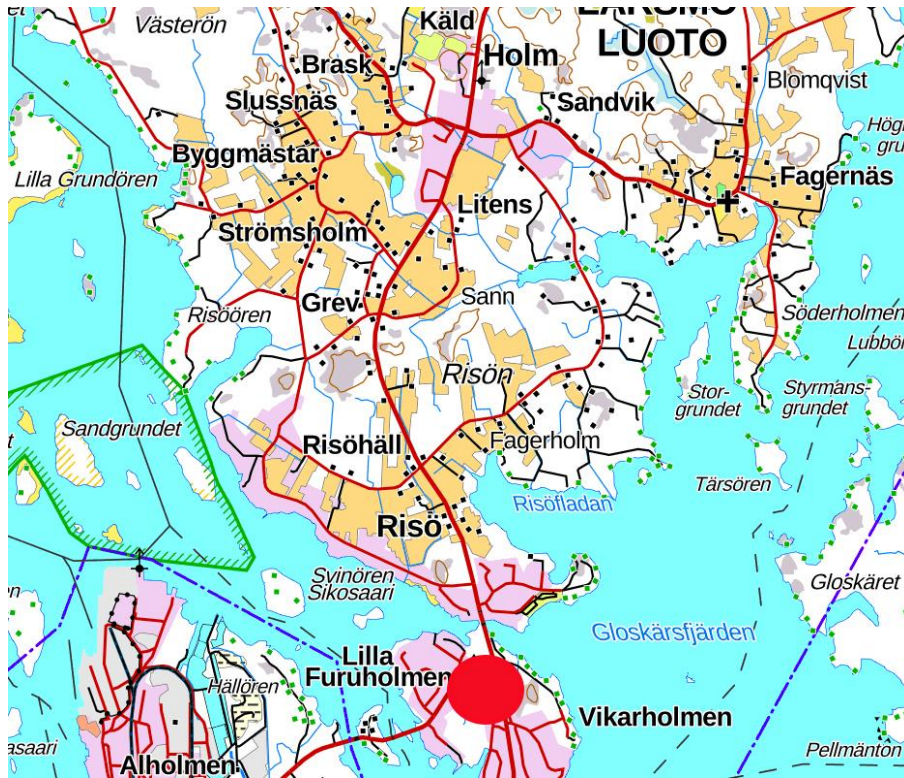 Västerön
Käld
LARSMO
LUOTO
Holm
Brask
Blomqvist
Slussnäs
Sandvik
Byggmästar
Lilla Grundören
Fagernäs
Litens
Strömsholm
Grev
Sann
Risöören
Söderholmen
Risön
Stor-
grundet
Styrmans-
grundet
Sandgrundet
Risöhäll
Fagerholm
Tärsören
Risöfladan
Risö
Svinören
Sikosaari
Gloskäret
Gloskärsfjärden
Lilla
Furuholmen
Hällören
Vikarholmen
Alholmen
Pellmänton